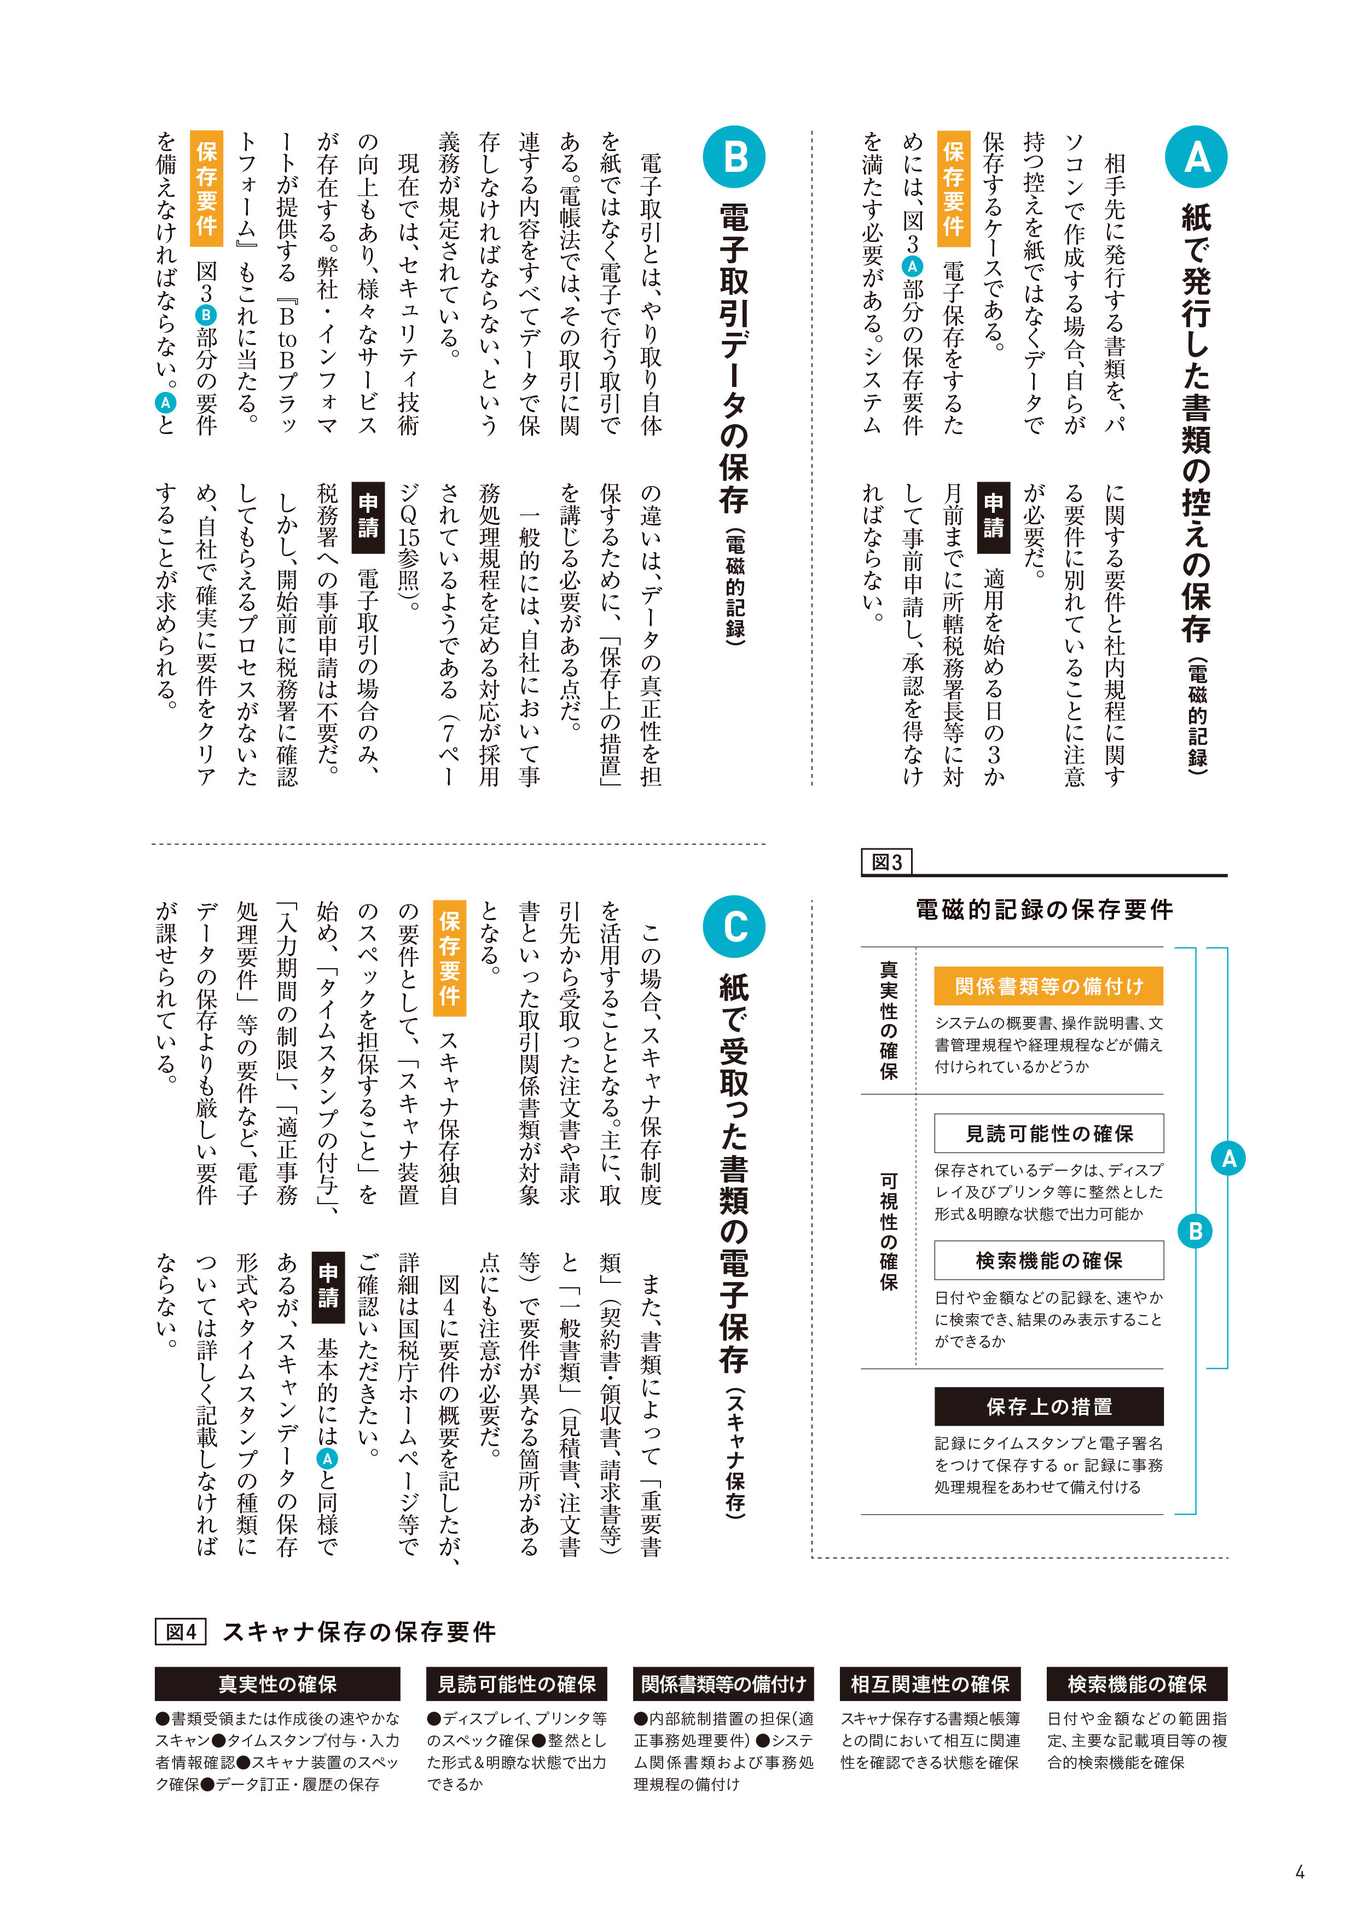 A 紙で発行した書類の控えの保存（電磁的記録）
　相手先に発行する書類を、パ
ソコンで作成する場合、自らが
持つ控えを紙ではなくデータで
保存するケースである。
保存要件　電子保存をするた
めには、図3A部分の保存要件
を満たす必要がある。システム
に関する要件と社内規程に関す
る要件に別れていることに注意
が必要だ。
申請　適用を始める日の3か
月前までに所轄税務署長等に対
して事前申請し、承認を得なけ
ればならない。
B 電子取引データの保存（電磁的記録）
　電子取引とは、やり取り自体
を紙ではなく電子で行う取引で
ある。電帳法では、その取引に関
連する内容をすべてデータで保
存しなければならない、という
義務が規定されている。
　現在では、セキュリティ技術
の向上もあり、様々なサービス
が存在する。弊社・インフォマ
ートが提供する『BtoBプラッ
トフォーム』もこれに当たる。
保存要件　図3B部分の要件
を備えなければならない。Aと
の違いは、データの真正性を担
保するために、「保存上の措置」
を講じる必要がある点だ。
　一般的には、自社において事
務処理規程を定める対応が採用
されているようである（7ペー
ジQ15参照）。
申請　電子取引の場合のみ、
税務署への事前申請は不要だ。
　しかし、開始前に税務署に確認
してもらえるプロセスがないた
め、自社で確実に要件をクリア
することが求められる。
図3
電磁的記録の保存要件
真実性の確保
関係書類等の備付け
システムの概要書、操作説明書、文
書管理規程や経理規程などが備え
付けられているかどうか
可視性の確保
見読可能性の確保
保存されているデータは、ディスプ
レイ及びプリンタ等に整然とした
形式＆明瞭な状態で出力可能か
検索機能の確保
日付や金額などの記録を、速やか
に検索でき、結果のみ表示すること
ができるか
保存上の措置
記録にタイムスタンプと電子署名
をつけて保存する or 記録に事務
処理規程をあわせて備え付ける
A
B
C 紙で受取った書類の電子保存（スキャナ保存）
　この場合、スキャナ保存制度
を活用することとなる。主に、取
引先から受取った注文書や請求
書といった取引関係書類が対象
となる。
保存要件　スキャナ保存独自
の要件として、「スキャナ装置
のスペックを担保すること」を
始め、「タイムスタンプの付与」、
「入力期間の制限」、「適正事務
処理要件」等の要件など、電子
データの保存よりも厳しい要件
が課せられている。
　また、書類によって「重要書
類」（契約書・領収書、請求書等）
と「一般書類」（見積書、注文書
等）で要件が異なる箇所がある
点にも注意が必要だ。
　図4に要件の概要を記したが、
詳細は国税庁ホームページ等で
ご確認いただきたい。
申請　基本的にはAと同様で
あるが、スキャンデータの保存
形式やタイムスタンプの種類に
ついては詳しく記載しなければ
ならない。
図4 スキャナ保存の保存要件
真実性の確保
●書類受領または作成後の速やかな
スキャン●タイムスタンプ付与・入力
者情報確認●スキャナ装置のスペッ
ク確保●データ訂正・履歴の保存
見読可能性の確保
●ディスプレイ、プリンタ等
のスペック確保●整然とし
た形式＆明瞭な状態で出力
できるか
関係書類等の備付け
●内部統制措置の担保（適
正事務処理要件）●システ
ム関係書類および事務処
理規程の備付け
相互関連性の確保
スキャナ保存する書類と帳簿
との間において相互に関連
性を確認できる状態を確保
検索機能の確保
日付や金額などの範囲指
定、主要な記載項目等の複
合的検索機能を確保
4